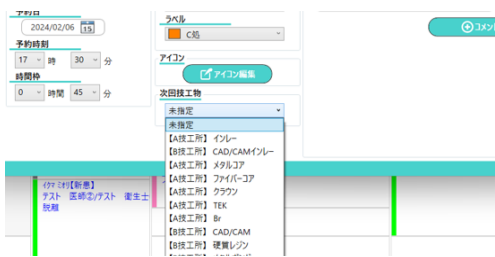 予約日
2024/02/06 15
予約時刻
17 時 30 分
時間枠
0 時間 45 分
ラベル
C処
アイコン
アイコン編集
次回技工物
未指定
未指定
【A技工所】インレー
【B技工所】CAD/CAMインレー
【A技工所】メタルコア
【A技工所】ファイバーコア
【A技工所】クラウン
【A技工所】TEK
【A技工所】Br
【B技工所】CAD/CAM
【B技工所】硬質レジン
コメン
【新患】
テスト 医師②/テスト 衛生士
脱離